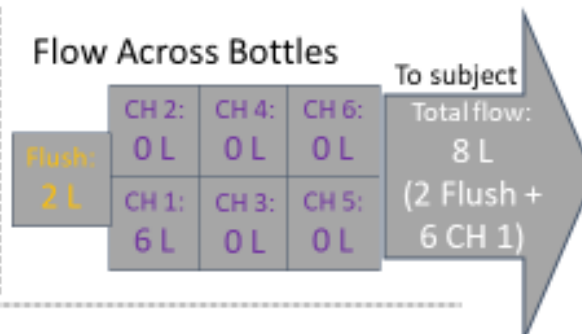 Flow Across Bottles
To subject
Flush:
2 L
CH 2:
0 L
CH 4:
0 L
CH 6:
0 L
CH 1:
6 L
CH 3:
0 L
CH 5:
0 L
Total flow:
8 L
(2 Flush +
6 CH 1)